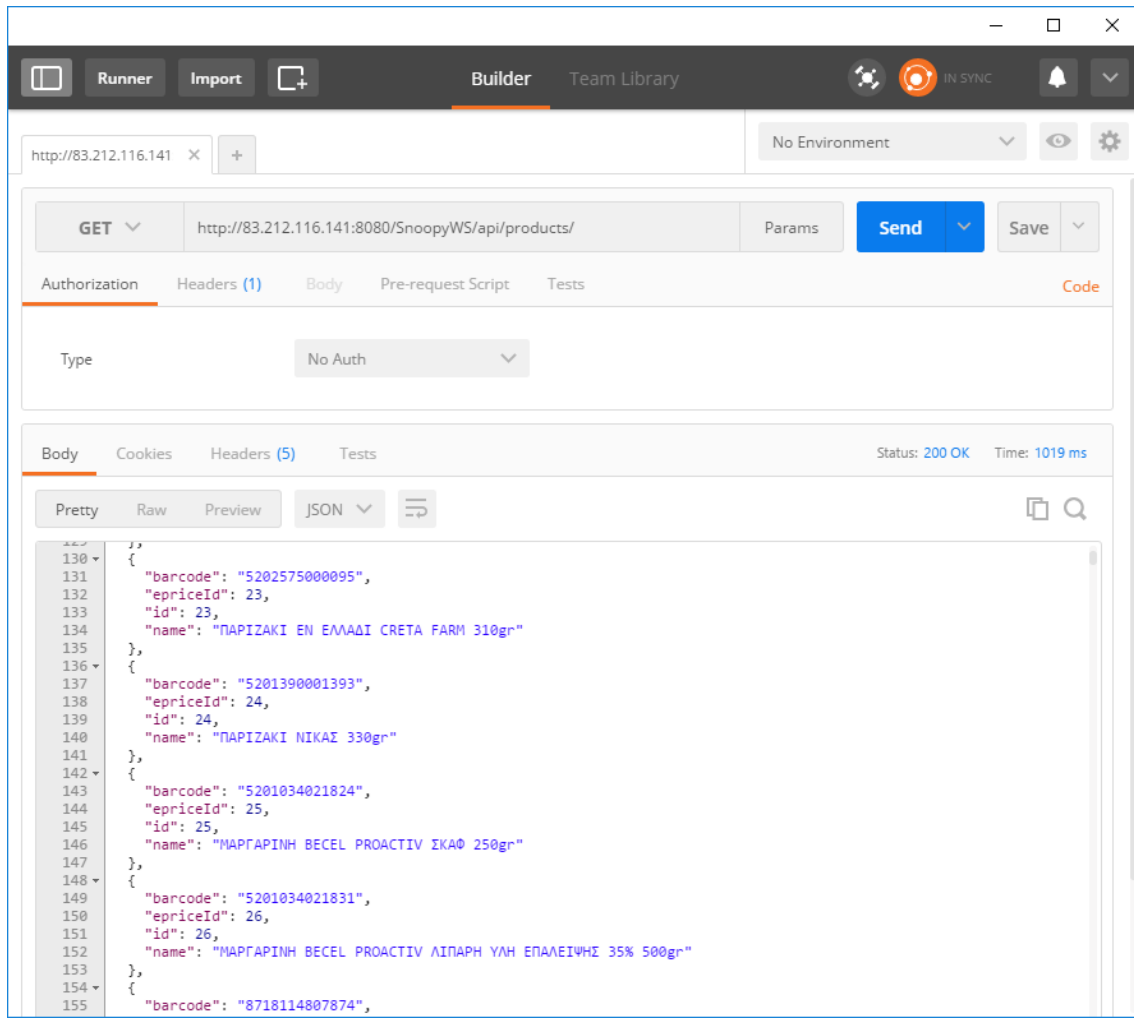 Runner Import Builder Team Library IN SYNC
http://83.212.116.141 No Environment
GET http://83.212.116.141:8080/SnoopyWS/api/products/ Params Send Save
Authorization Headers (1) Body Pre-request Script Tests Code
Type No Auth
Body Cookies Headers (5) Tests Status: 200 OK Time: 1019 ms
Pretty Raw Preview JSON
129 },
130 {
131 "barcode": "5202575000095",
132 "epriceId": 23,
133 "id": 23,
134 "name": "ΠΑΡΙΖΑΚΙ ΕΝ ΕΛΛΑΔΙ CRETA FARM 310gr"
135 },
136 {
137 "barcode": "5201390001393",
138 "epriceId": 24,
139 "id": 24,
140 "name": "ΠΑΡΙΖΑΚΙ ΝΙΚΑΣ 330gr"
141 },
142 {
143 "barcode": "5201034021824",
144 "epriceId": 25,
145 "id": 25,
146 "name": "ΜΑΡΓΑΡΙΝΗ BECEL PROACTIV ΣΚΑΦ 250gr"
147 },
148 {
149 "barcode": "5201034021831",
150 "epriceId": 26,
151 "id": 26,
152 "name": "ΜΑΡΓΑΡΙΝΗ BECEL PROACTIV ΛΙΠΑΡΗ ΥΛΗ ΕΠΑΛΕΙΨΗΣ 35% 500gr"
153 },
154 {
155 "barcode": "8718114807874",